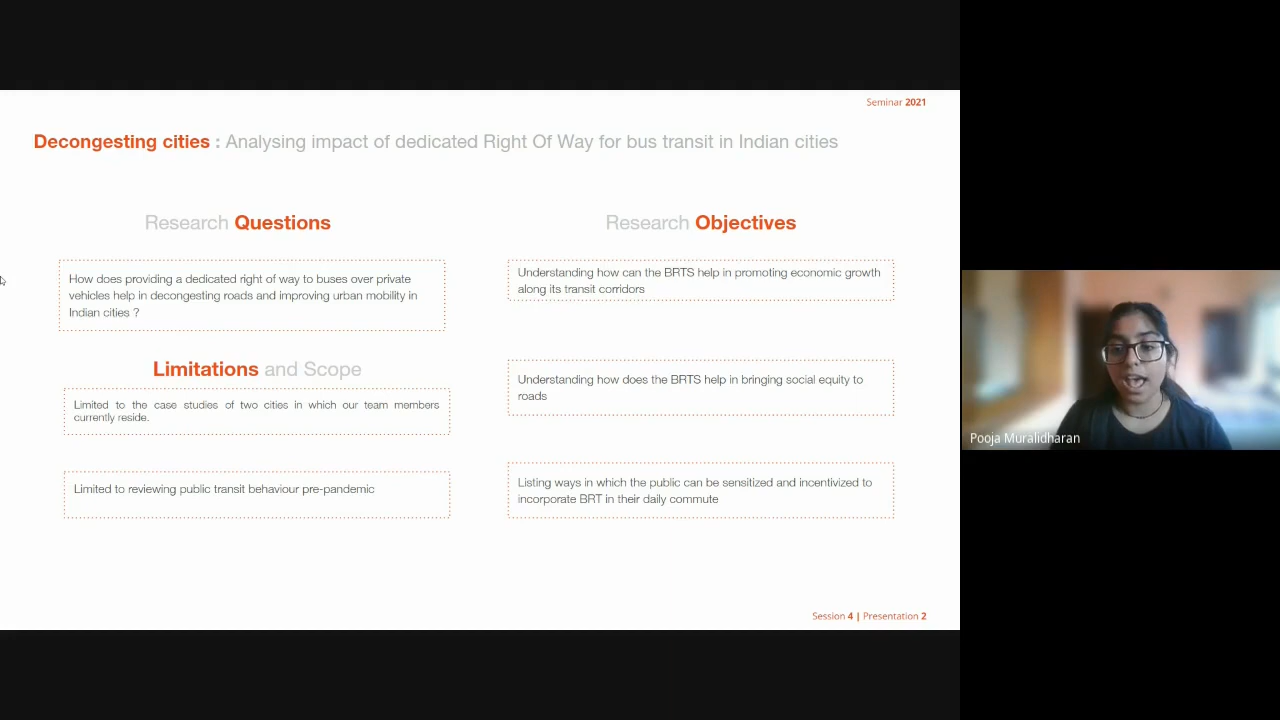 Seminar 2021
Decongesting cities : Analysing impact of dedicated Right Of Way for bus transit in Indian cities
Research Questions
How does providing a dedicated right of way to buses over private
vehicles help in decongesting roads and improving urban mobility in
Indian cities ?
Limitations and Scope
Limited to the case studies of two cities in which our team members
currently reside.
Limited to reviewing public transit behaviour pre-pandemic
Research Objectives
Understanding how can the BRTS help in promoting economic growth
along its transit corridors
Understanding how does the BRTS help in bringing social equity to
roads
Listing ways in which the public can be sensitized and incentivized to
incorporate BRT in their daily commute
Session 4 | Presentation 2
Pooja Muralidharan